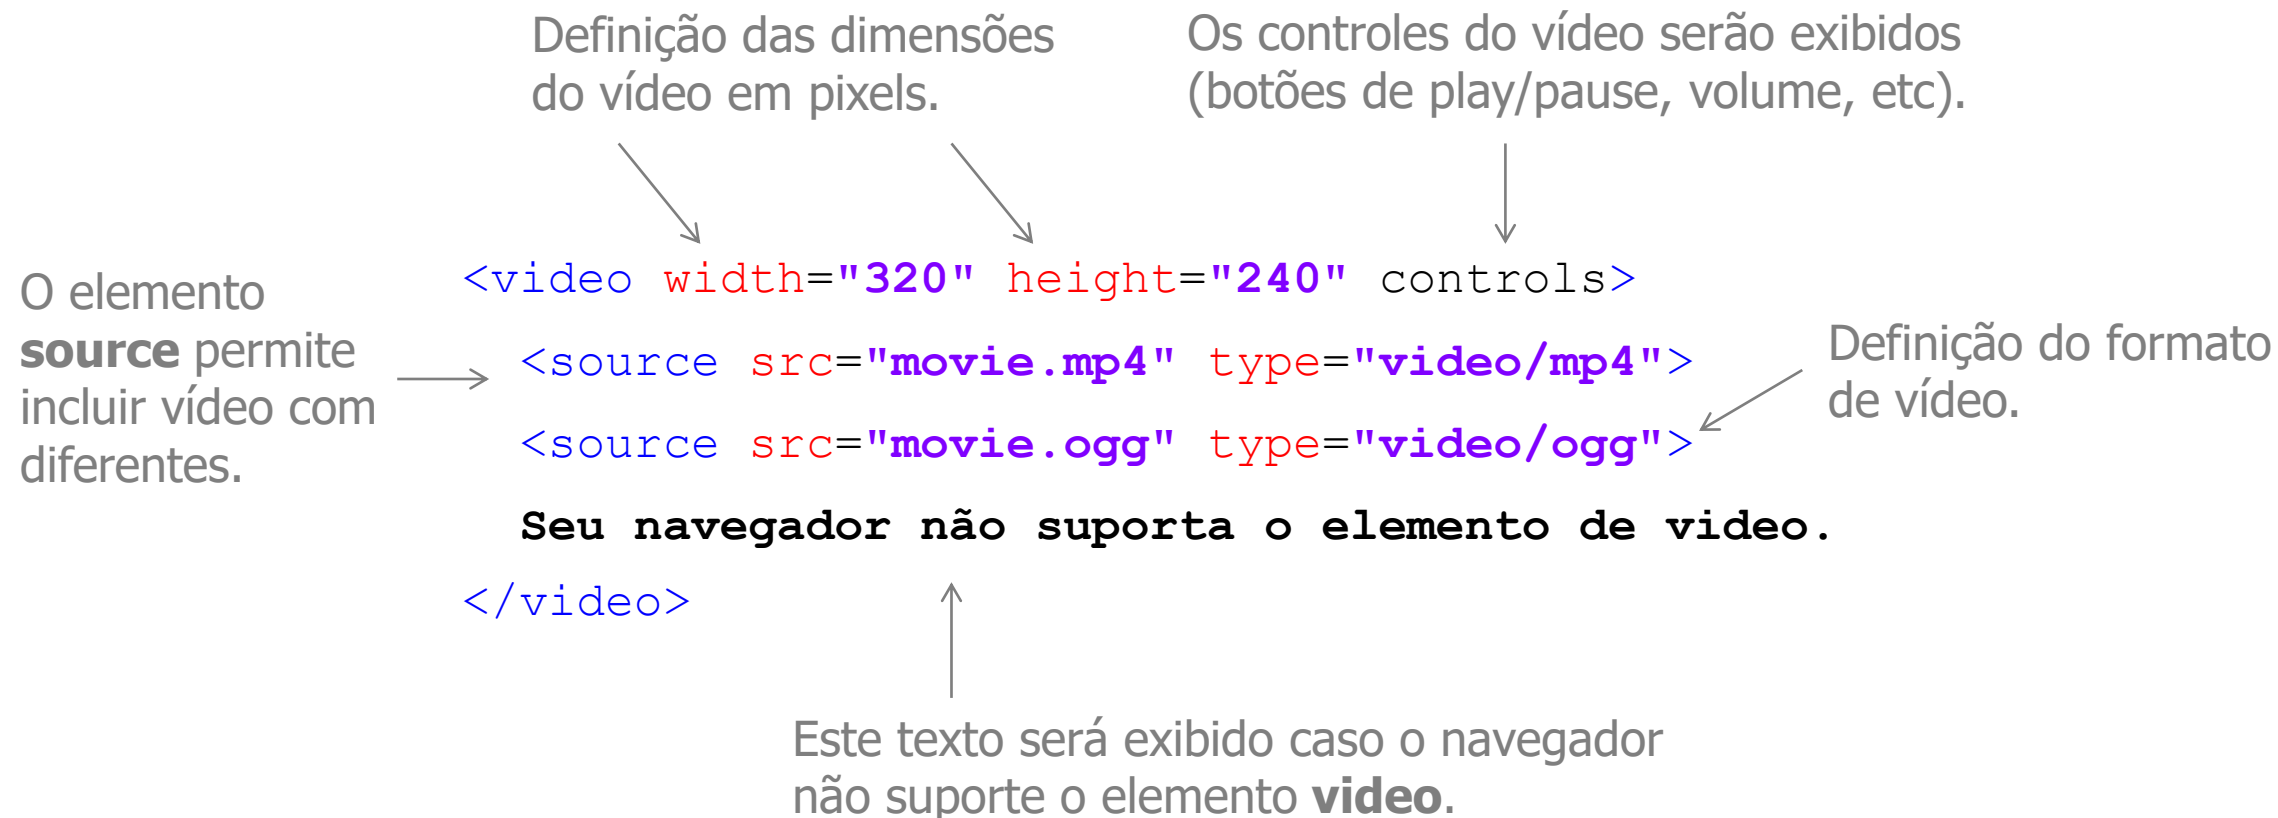 Definição das dimensões
do vídeo em pixels.
Os controles do vídeo serão exibidos
(botões de play/pause, volume, etc).
O elemento
source permite
incluir vídeo com
diferentes.
<video width="320" height="240" controls>
<source src="movie.mp4" type="video/mp4">
<source src="movie.ogg" type="video/ogg">
Seu navegador não suporta o elemento de video.
</video>
Definição do formato
de vídeo.
Este texto será exibido caso o navegador
não suporte o elemento video.